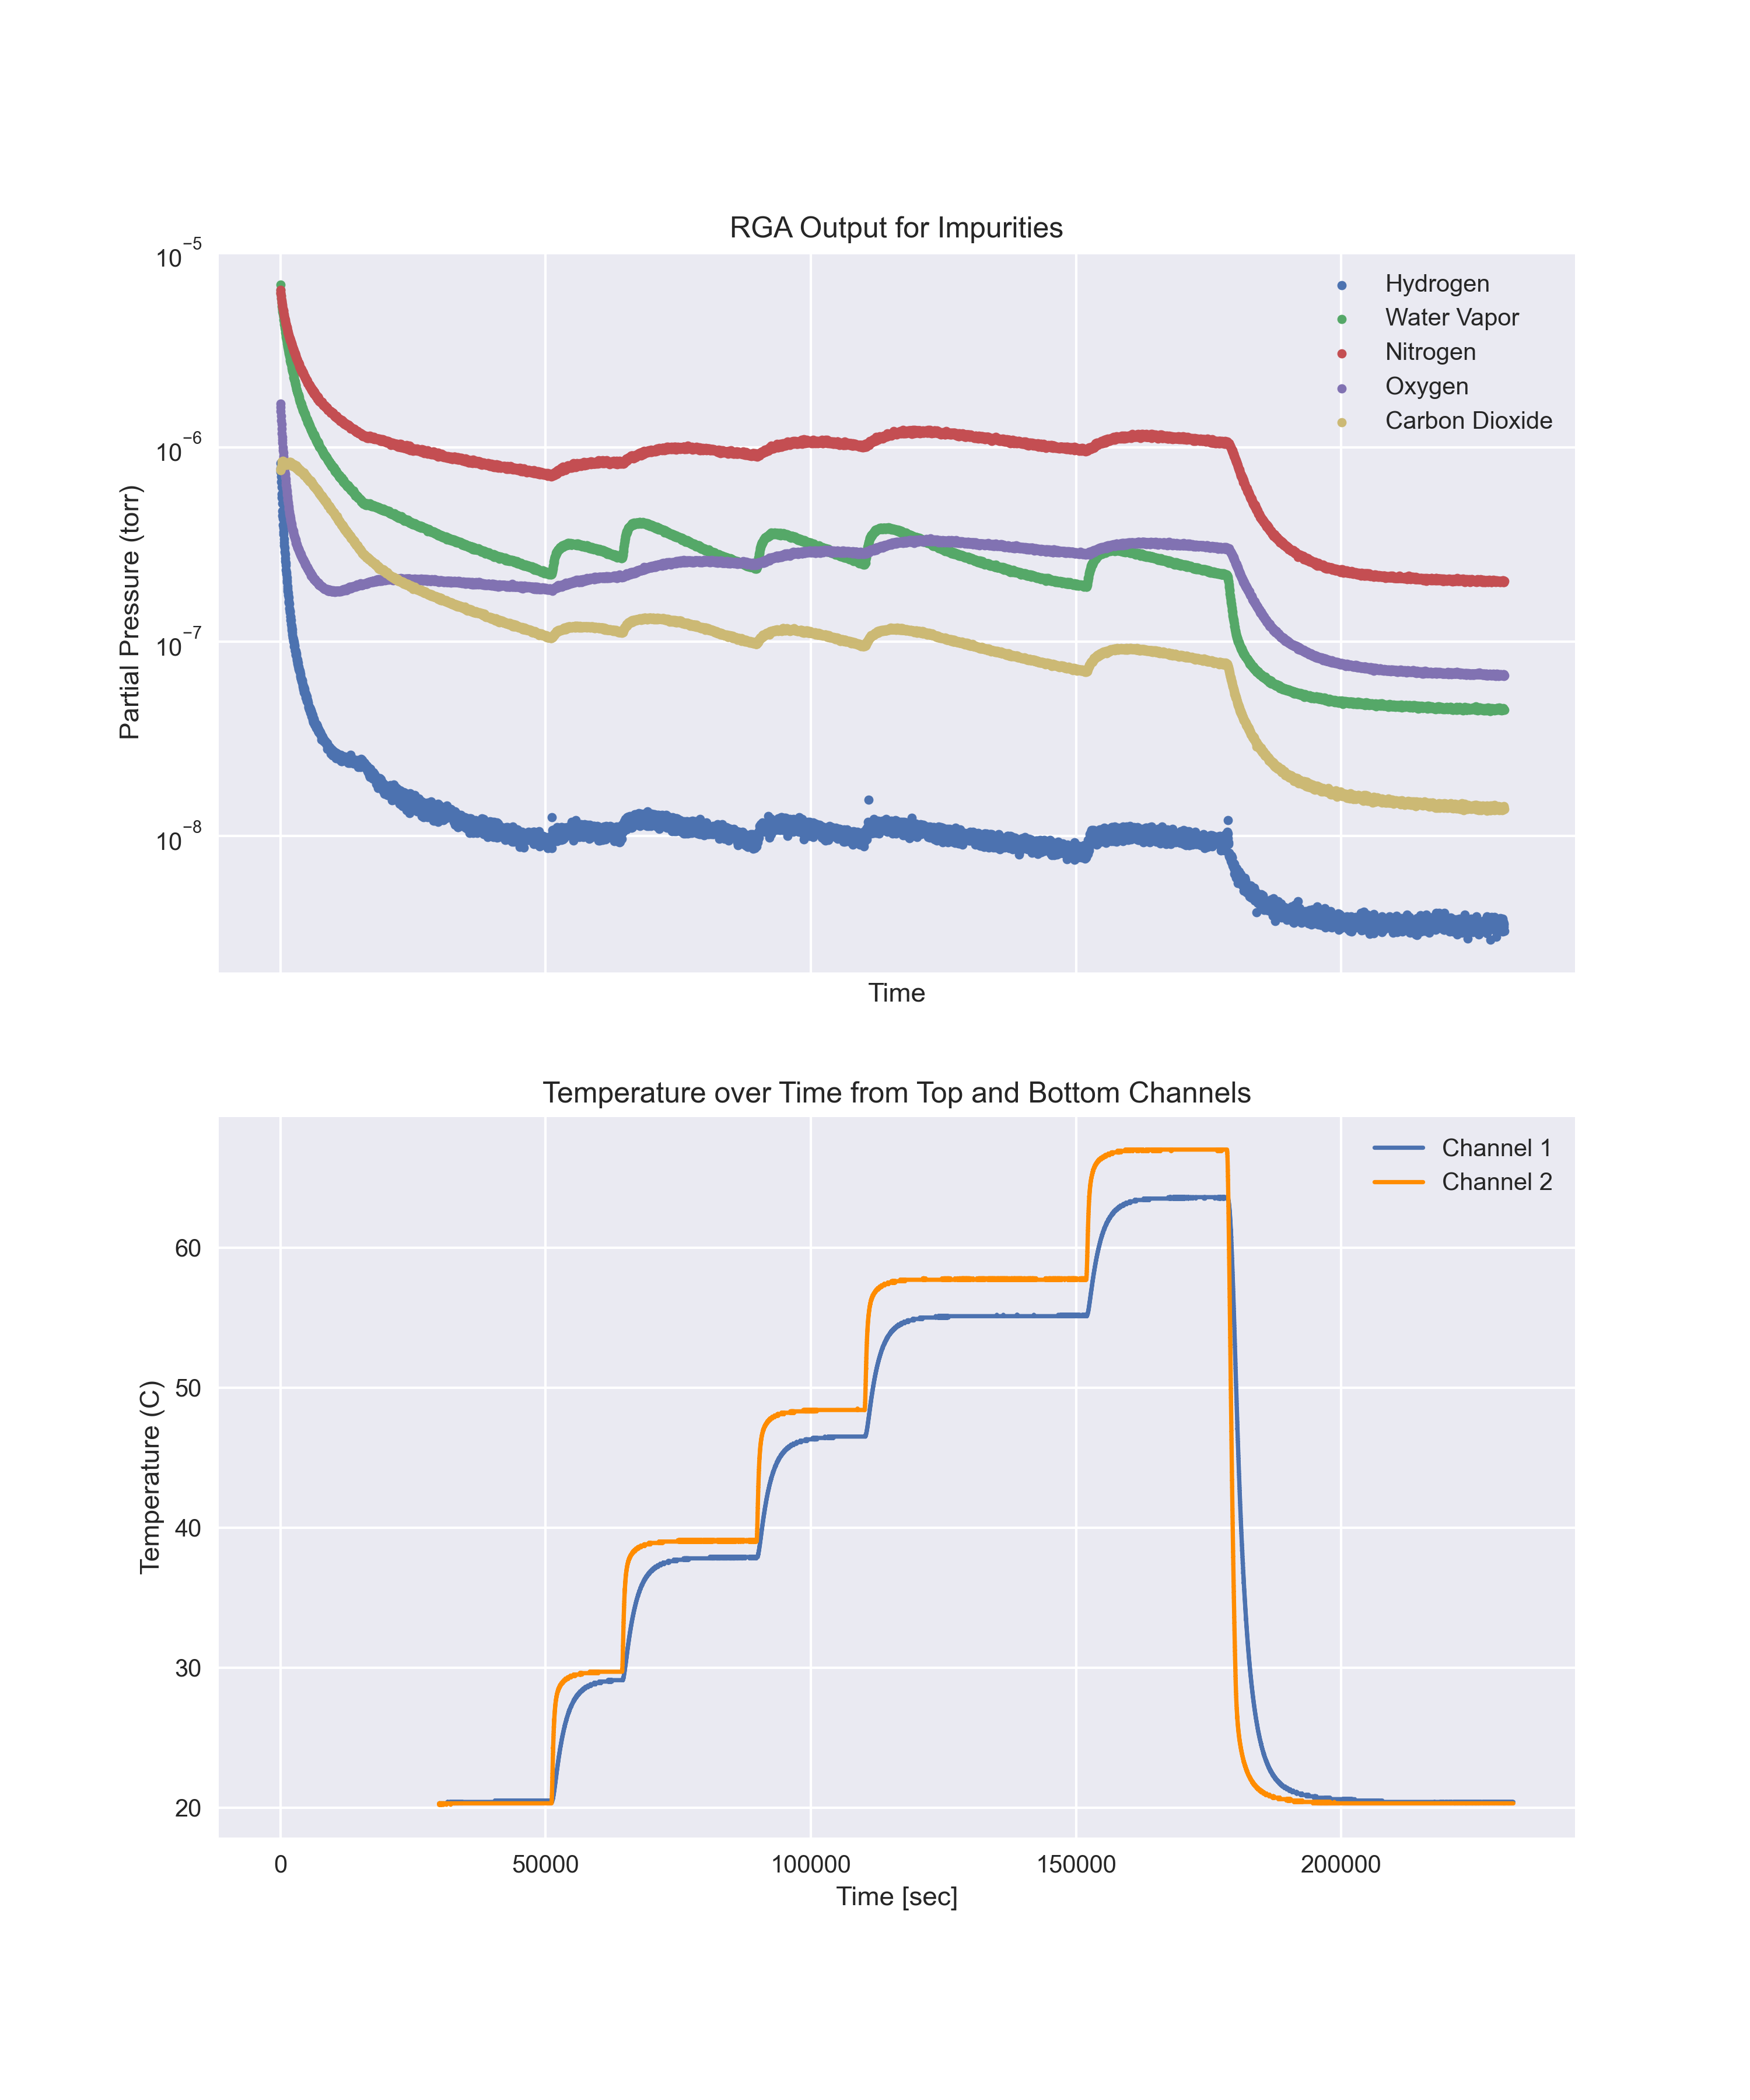 RGA Output for Impurities
10⁻⁵
10⁻⁶
10⁻⁷
10⁻⁸
Partial Pressure (torr)
Hydrogen
Water Vapor
Nitrogen
Oxygen
Carbon Dioxide
Time
Temperature over Time from Top and Bottom Channels
60
50
40
30
20
Temperature (C)
Channel 1
Channel 2
0 50000 100000 150000 200000
Time [sec]